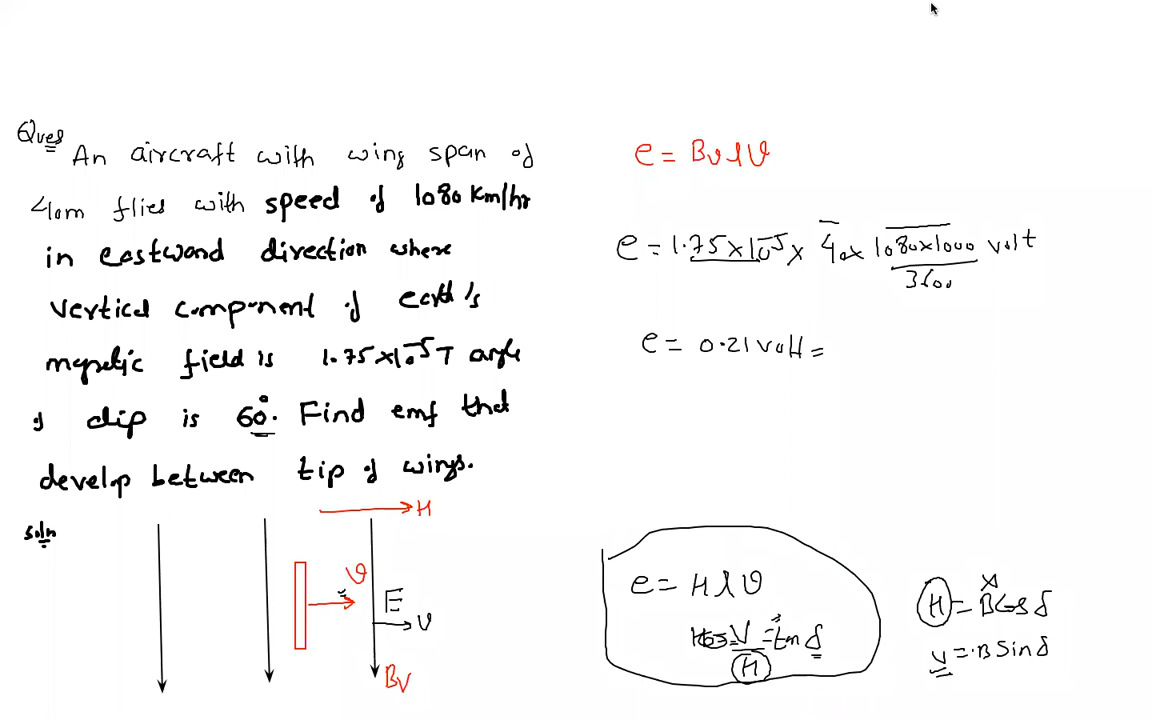 Ques An aircraft with wing span of
40m flies with speed of 1080 Km/hr
in eastward direction where
vertical component of earth's
magnetic field is 1.75×10⁻⁵T angle
of dip is 60°. Find emf that
develop between tip of wings.
Soln
H
v
E
v
Bv
e = Bv l v
e = 1.75×10⁻⁵ × 40 × 1080×1000 volt
3600
e = 0.21 volt =
e = H l v
V = tan δ
H
H = B Cos δ
V = B Sin δ